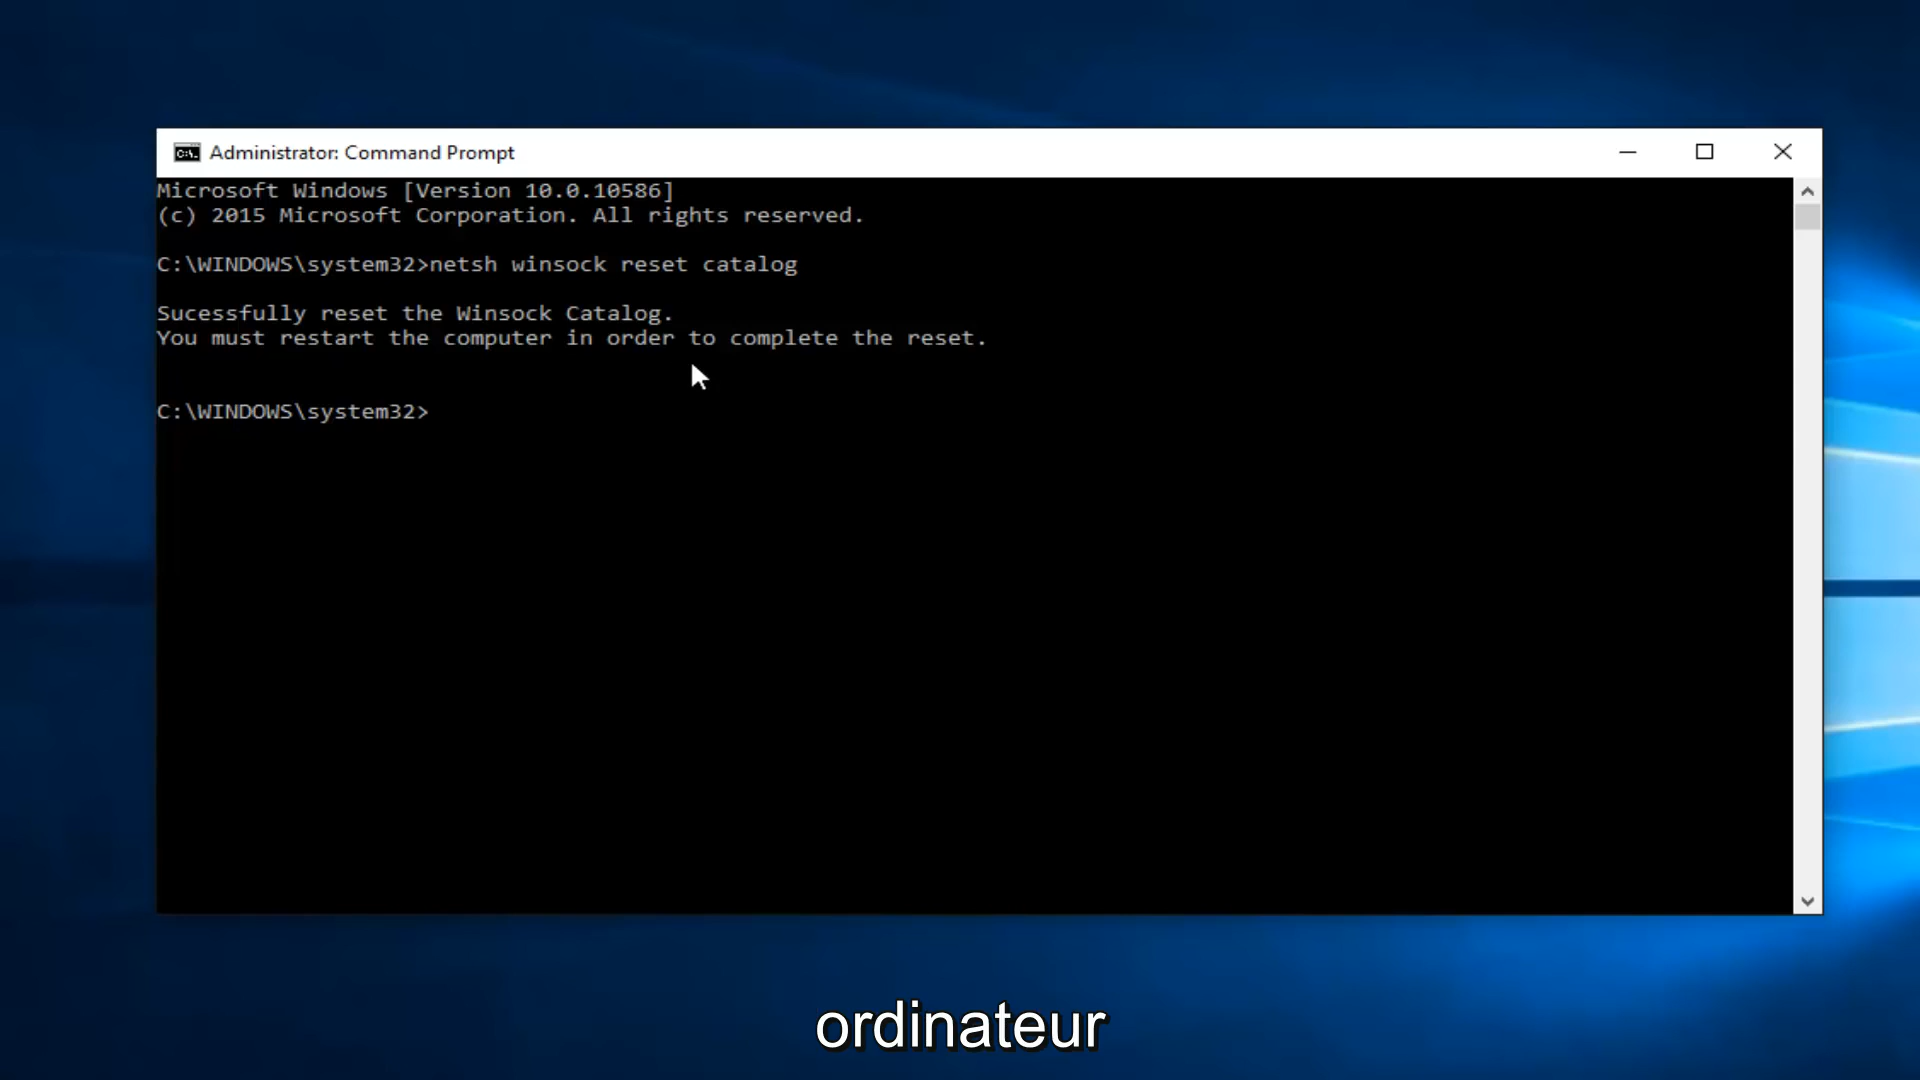 Administrator: Command Prompt
Microsoft Windows [Version 10.0.10586]
(c) 2015 Microsoft Corporation. All rights reserved.
C:\WINDOWS\system32>netsh winsock reset catalog
Sucessfully reset the Winsock Catalog.
You must restart the computer in order to complete the reset.
C:\WINDOWS\system32>
ordinateur